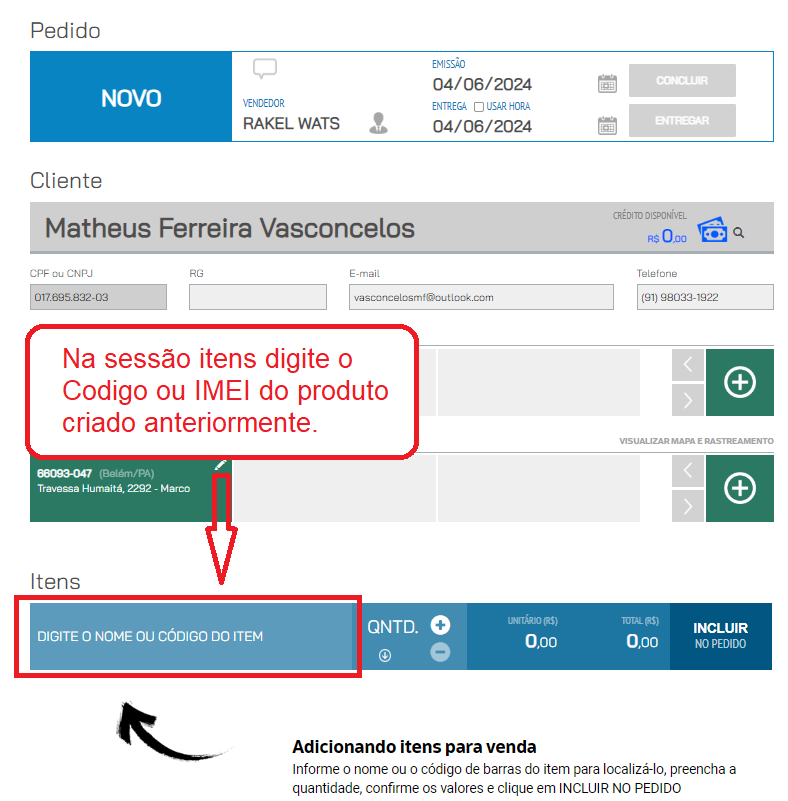 Pedido
NOVO
VENDEDOR
RAKEL WATS
EMISSÃO
04/06/2024
CONCLUIR
ENTREGA USAR HORA
04/06/2024
ENTREGAR
Cliente
Matheus Ferreira Vasconcelos
CRÉDITO DISPONÍVEL
R$ 0,00
CPF ou CNPJ
RG
E-mail
Telefone
017.695.832-03
vasconcelosmf@outlook.com
(91) 98033-1922
Na sessão itens digite o
Codigo ou IMEI do produto
criado anteriormente.
VISUALIZAR MAPA E RASTREAMENTO
66093-047 (Belém/PA)
Travessa Humaitá, 2292 - Marco
Itens
DIGITE O NOME OU CÓDIGO DO ITEM
QNTD.
UNITÁRIO (R$)
0,00
TOTAL (R$)
0,00
INCLUIR
NO PEDIDO
Adicionando itens para venda
Informe o nome ou o código de barras do item para localizá-lo, preencha a
quantidade, confirme os valores e clique em INCLUIR NO PEDIDO